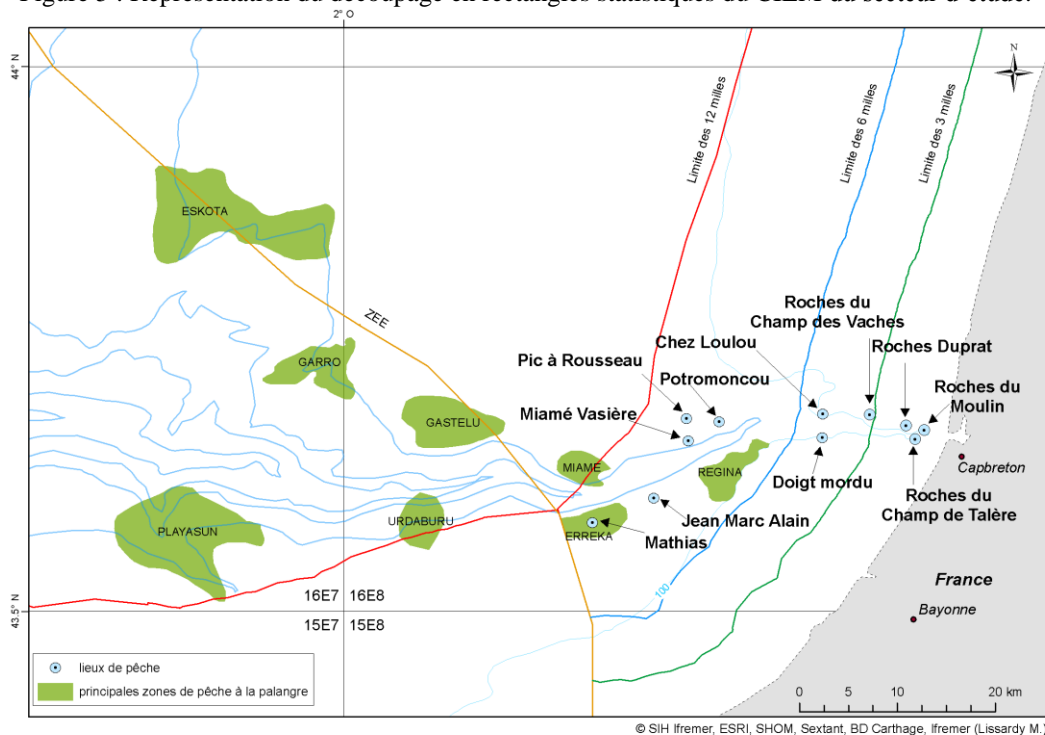 Figure 3 : Représentation du découpage en rectangles statistiques du CIEM du secteur d'étude.
2° O
N
44° N
Limite des 12 milles
Limite des 6 milles
Limite des 3 milles
ESKOTA
ZEE
Roches du
Champ des Vaches
Chez Loulou
Roches Duprat
Pic à Rousseau
Potromoncou
Roches du
Moulin
GARRO
Miamé Vasière
GASTELU
MIAME
REGINA
Capbreton
Doigt mordu
Roches du
Champ de Talère
Jean Marc Alain
URDABURU
PLAYASUN
ERREKA
Mathias
100
France
16E7
16E8
43.5° N
15E7
15E8
Bayonne
lieux de pêche
principales zones de pêche à la palangre
0 5 10 20 km
© SIH Ifremer, ESRI, SHOM, Sextant, BD Carthage, Ifremer (Lissardy M.)